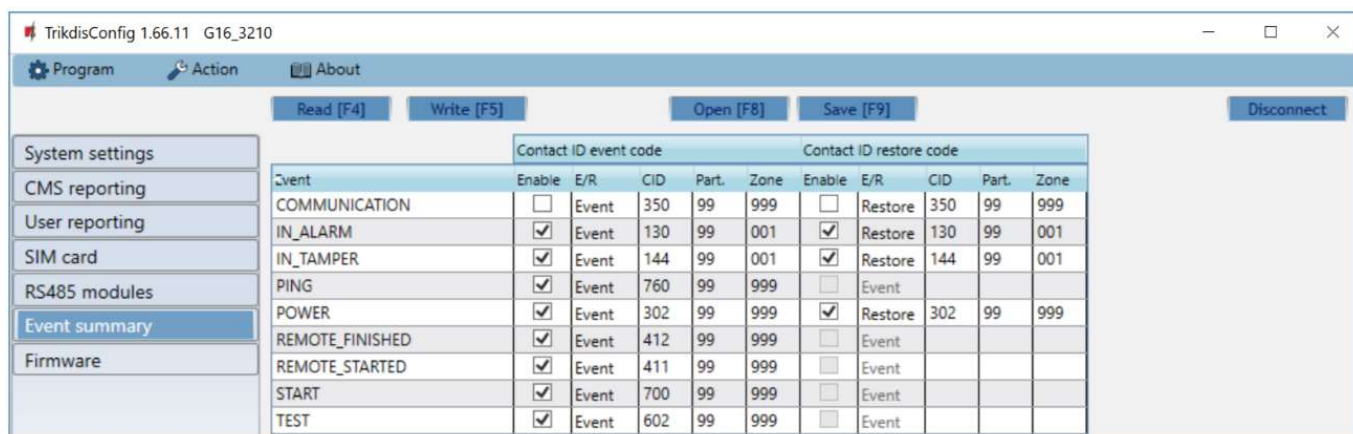 TrikdisConfig 1.66.11 G16_3210
Program Action About
Read [F4] Write [F5] Open [F8] Save [F9] Disconnect
System settings
CMS reporting
User reporting
SIM card
RS485 modules
Event summary
Firmware
Contact ID event code Contact ID restore code
Event Enable E/R CID Part. Zone Enable E/R CID Part. Zone
COMMUNICATION Event 350 99 999 Restore 350 99 999
IN_ALARM Event 130 99 001 Restore 130 99 001
IN_TAMPER Event 144 99 001 Restore 144 99 001
PING Event 760 99 999 Event
POWER Event 302 99 999 Restore 302 99 999
REMOTE_FINISHED Event 412 99 999 Event
REMOTE_STARTED Event 411 99 999 Event
START Event 700 99 999 Event
TEST Event 602 99 999 Event